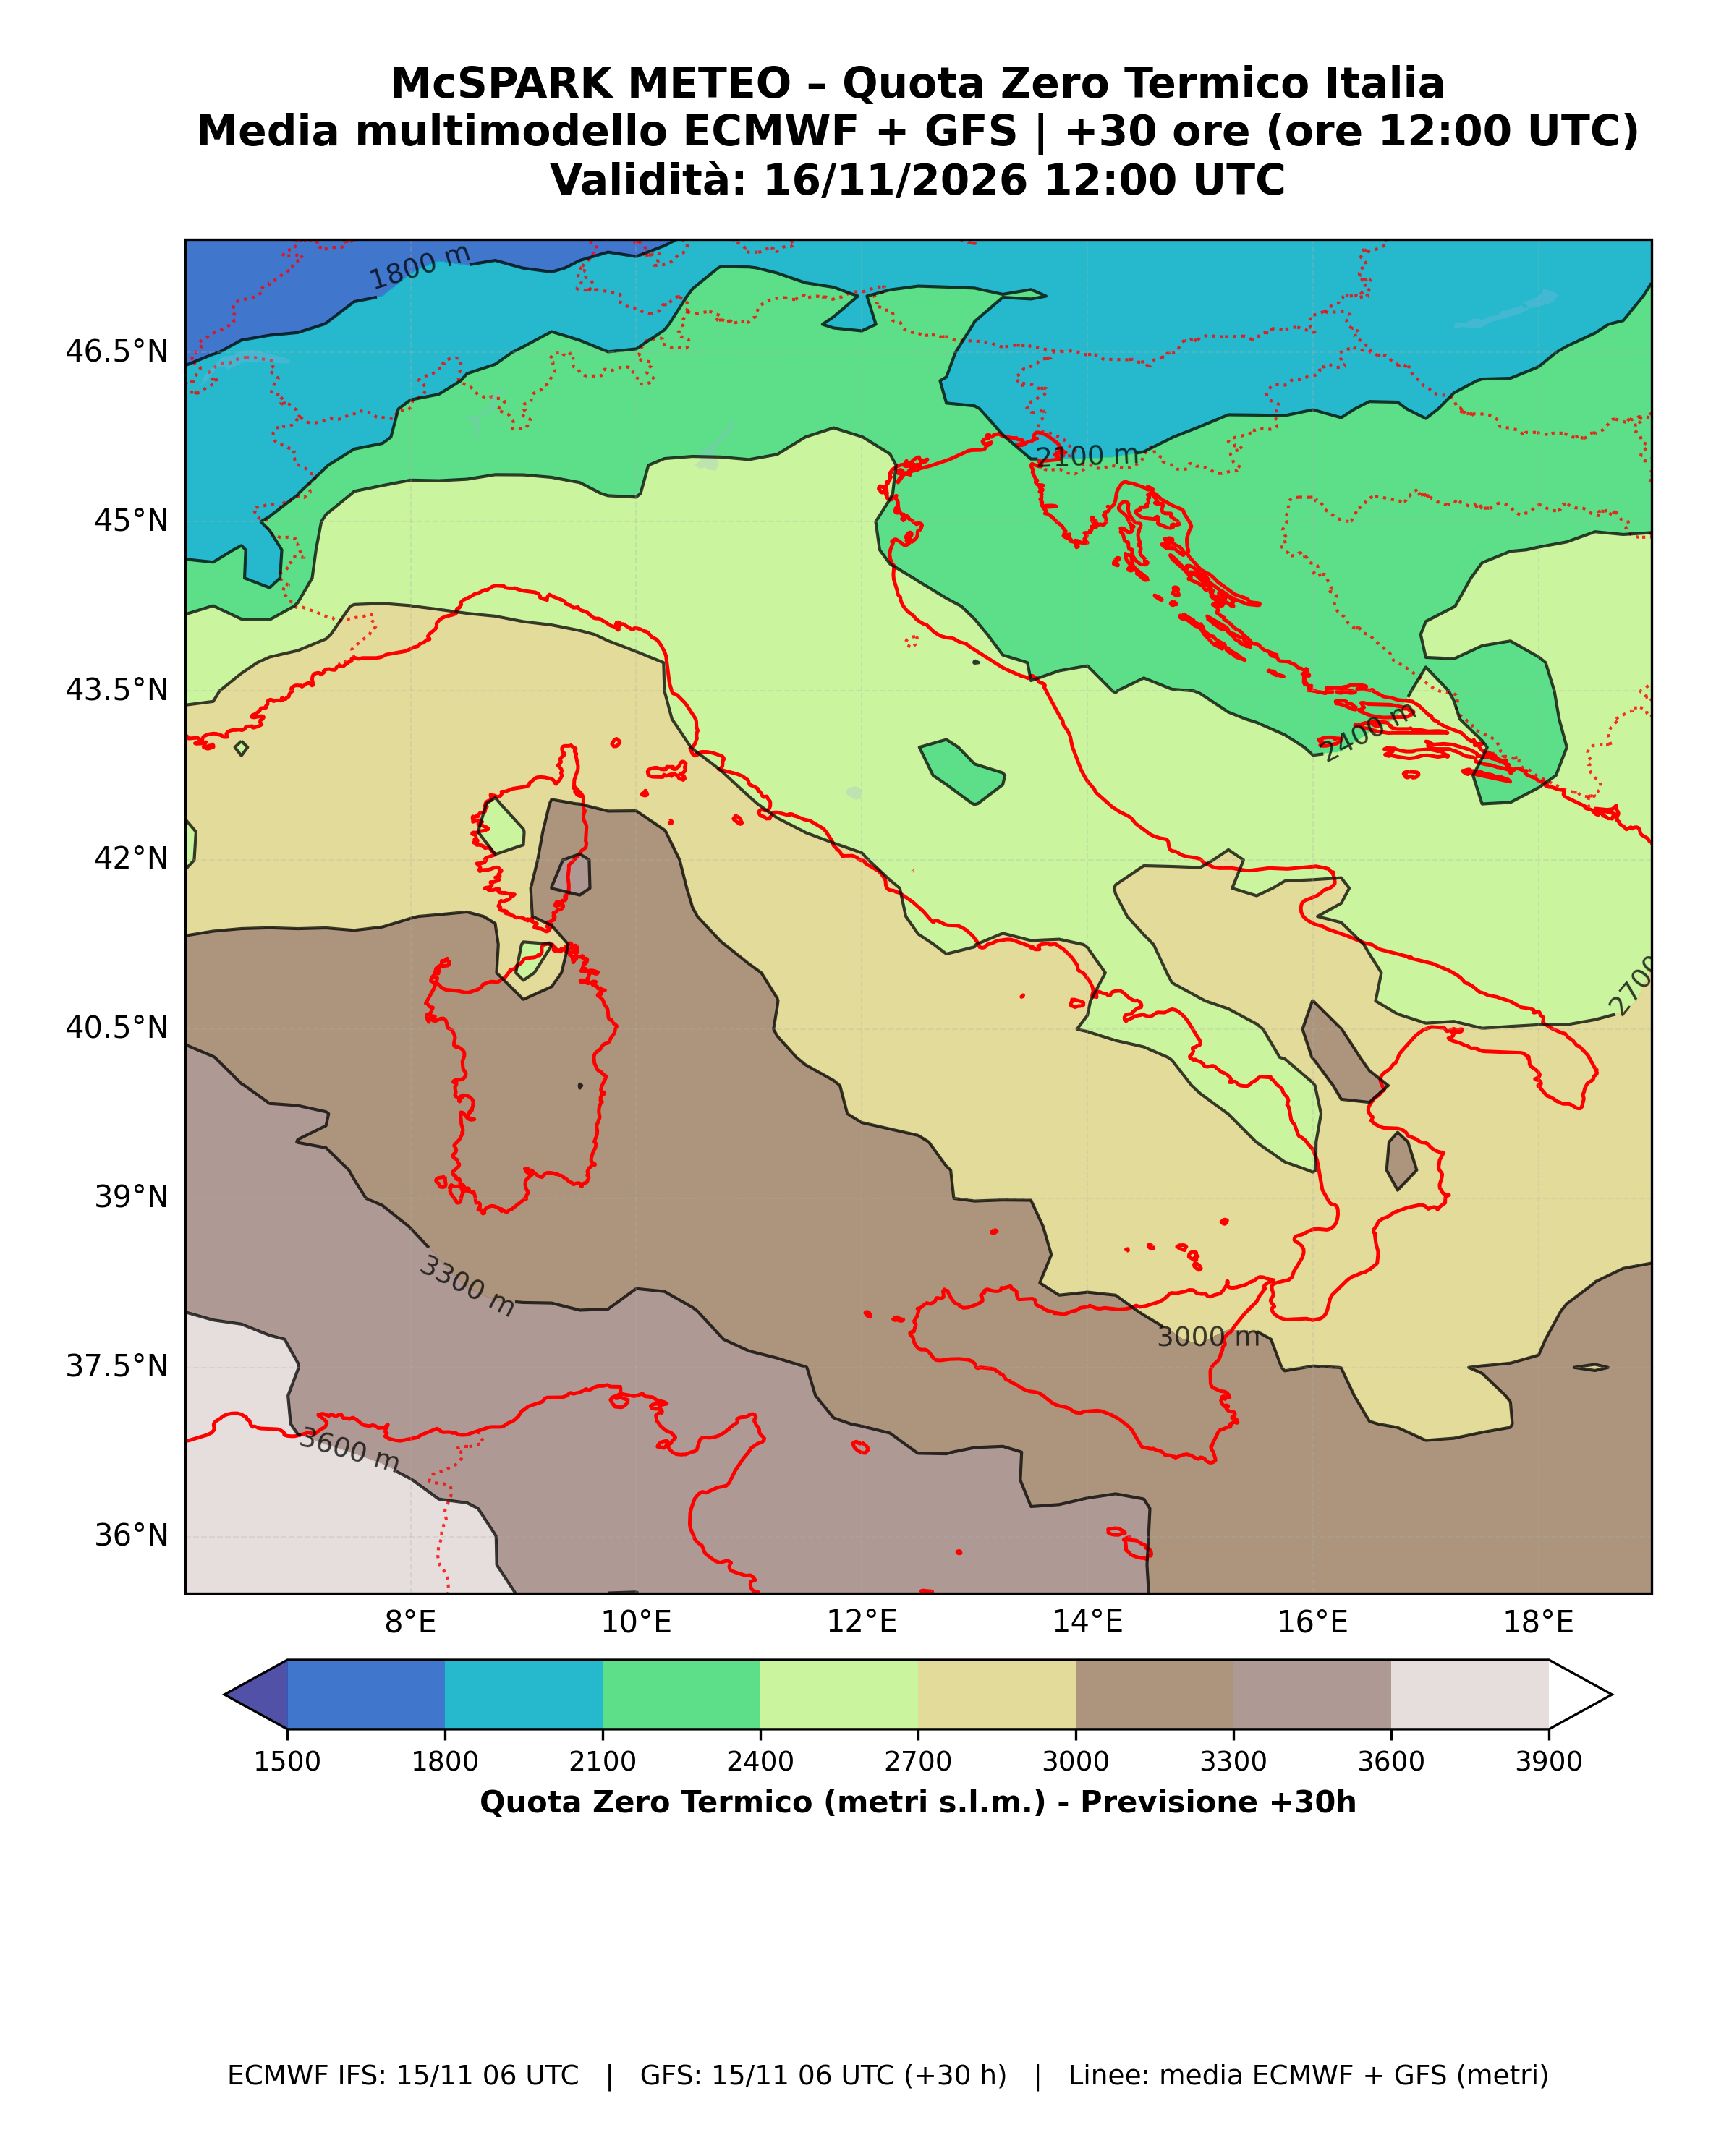 McSPARK METEO – Quota Zero Termico Italia
Media multimodello ECMWF + GFS | +30 ore (ore 12:00 UTC)
Validità: 16/11/2026 12:00 UTC
1800 m
46.5°N
2100 m
45°N
43.5°N
2400 m
42°N
2700
40.5°N
39°N
3300 m
3000 m
37.5°N
3600 m
36°N
8°E 10°E 12°E 14°E 16°E 18°E
1500 1800 2100 2400 2700 3000 3300 3600 3900
Quota Zero Termico (metri s.l.m.) - Previsione +30h
ECMWF IFS: 15/11 06 UTC | GFS: 15/11 06 UTC (+30 h) | Linee: media ECMWF + GFS (metri)